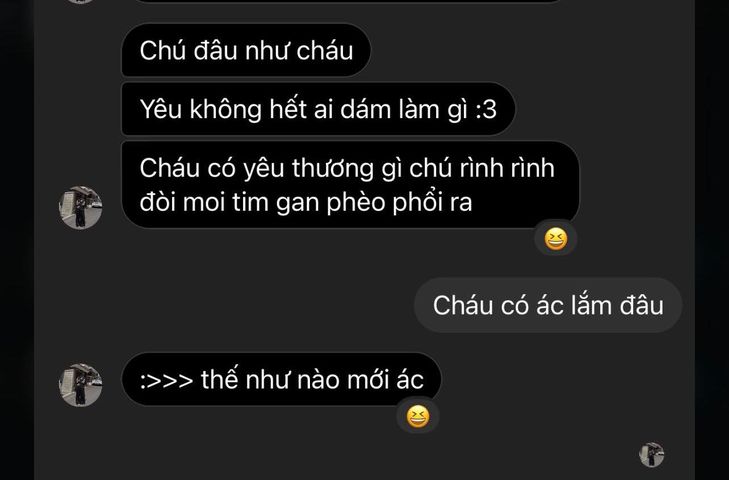 Chú đâu như cháu
Yêu không hết ai dám làm gì :3
Cháu có yêu thương gì chú rình rình
đòi moi tim gan phèo phổi ra
Cháu có ác lắm đâu
:>>> thế như nào mới ác